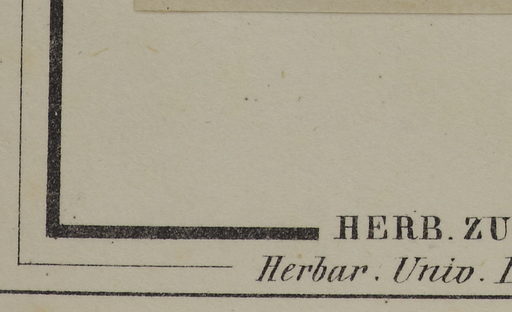 HERB. ZU
Herbar. Univ.